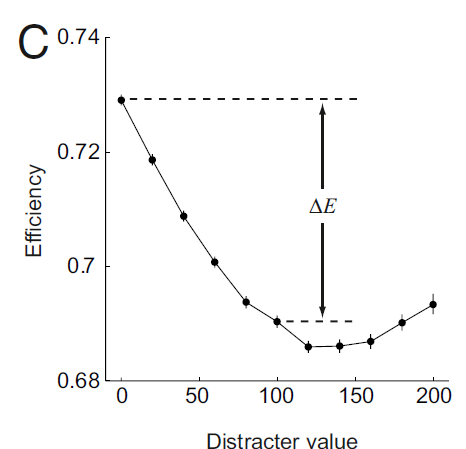 C
0.74
0.72
0.7
0.68
Efficiency
ΔE
0 50 100 150 200
Distracter value